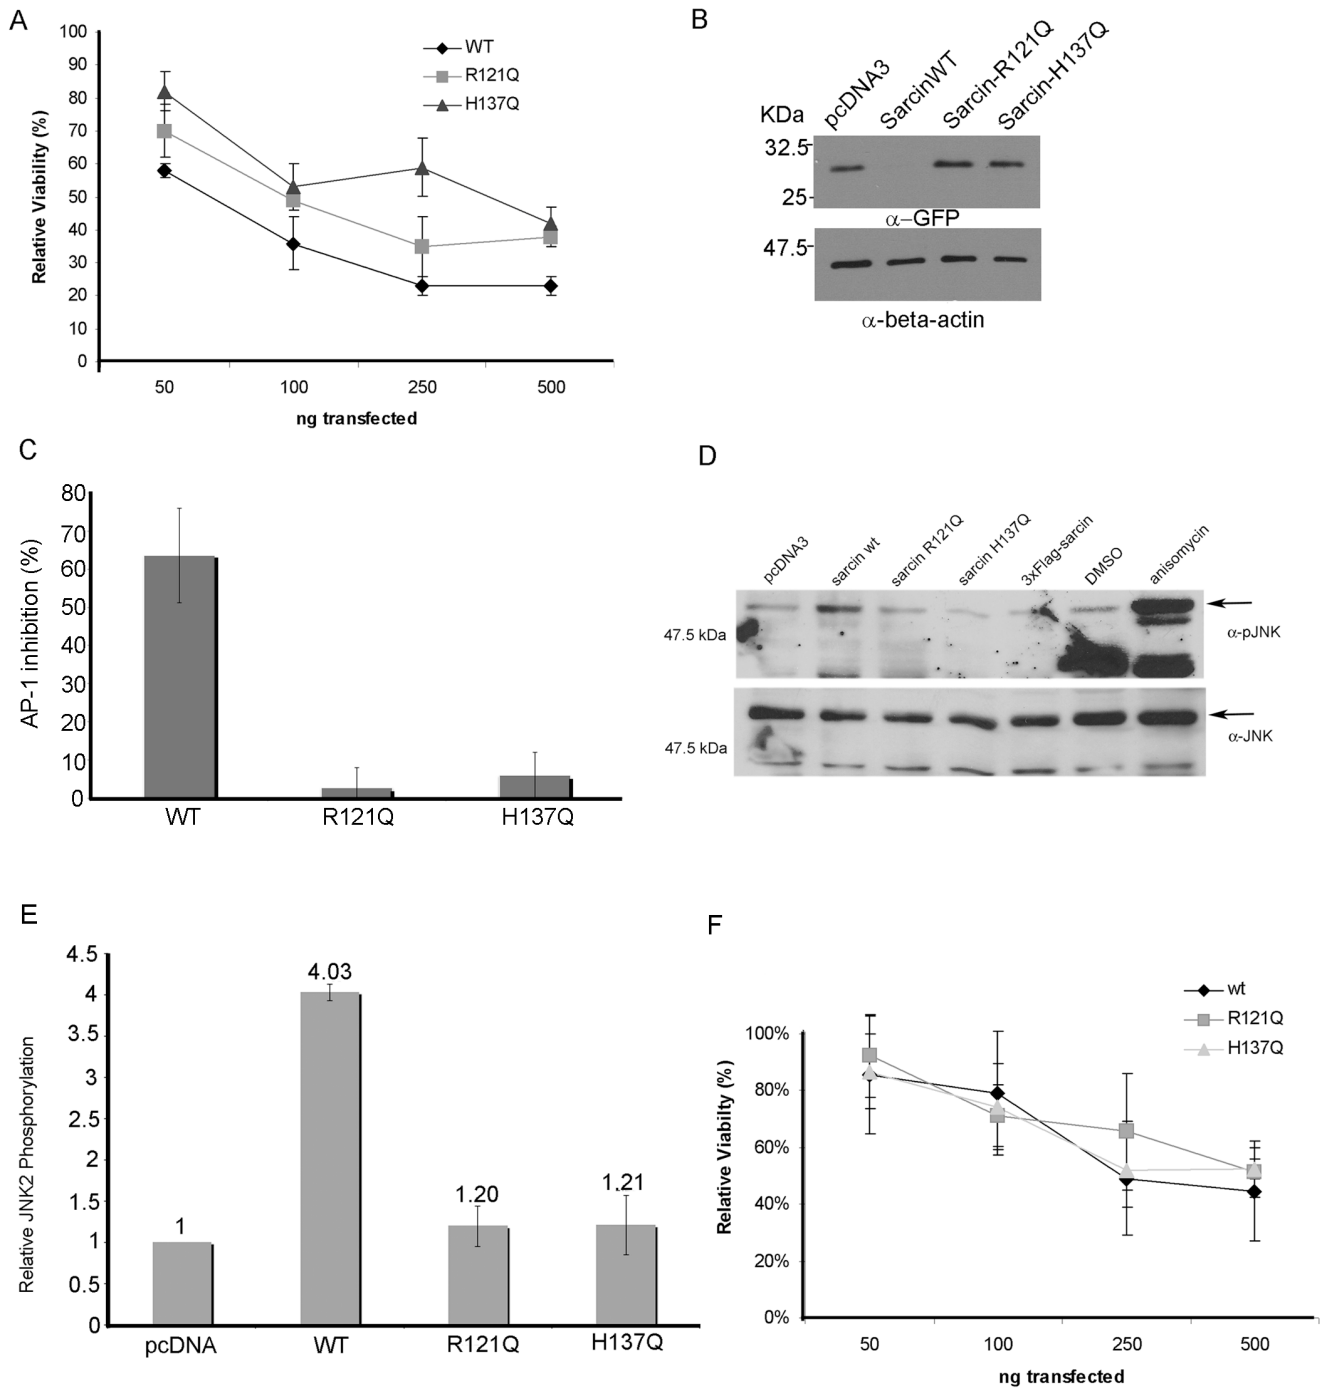 A
100
90
80
70
60
50
40
30
20
10
0
Relative Viability (%)
WT
R121Q
H137Q
50 100 250 500
ng transfected
B
KDa
pcDNA3
SarcinWT
Sarcin-R121Q
Sarcin-H137Q
32.5
25
α–GFP
47.5
α-beta-actin
C
80
70
60
50
40
30
20
10
0
AP-1 inhibition (%)
WT R121Q H137Q
D
pcDNA3
sarcin wt
sarcin R121Q
sarcin H137Q
3xFlag-sarcin
DMSO
anisomycin
47.5 kDa
α-pJNK
47.5 kDa
α-JNK
E
4.5
4
3.5
3
2.5
2
1.5
1
0.5
0
Relative JNK2 Phosphorylation
1
4.03
1.20
1.21
pcDNA WT R121Q H137Q
F
wt
R121Q
H137Q
100%
80%
60%
40%
20%
0%
Relative Viabilty (%)
50 100 250 500
ng transfected